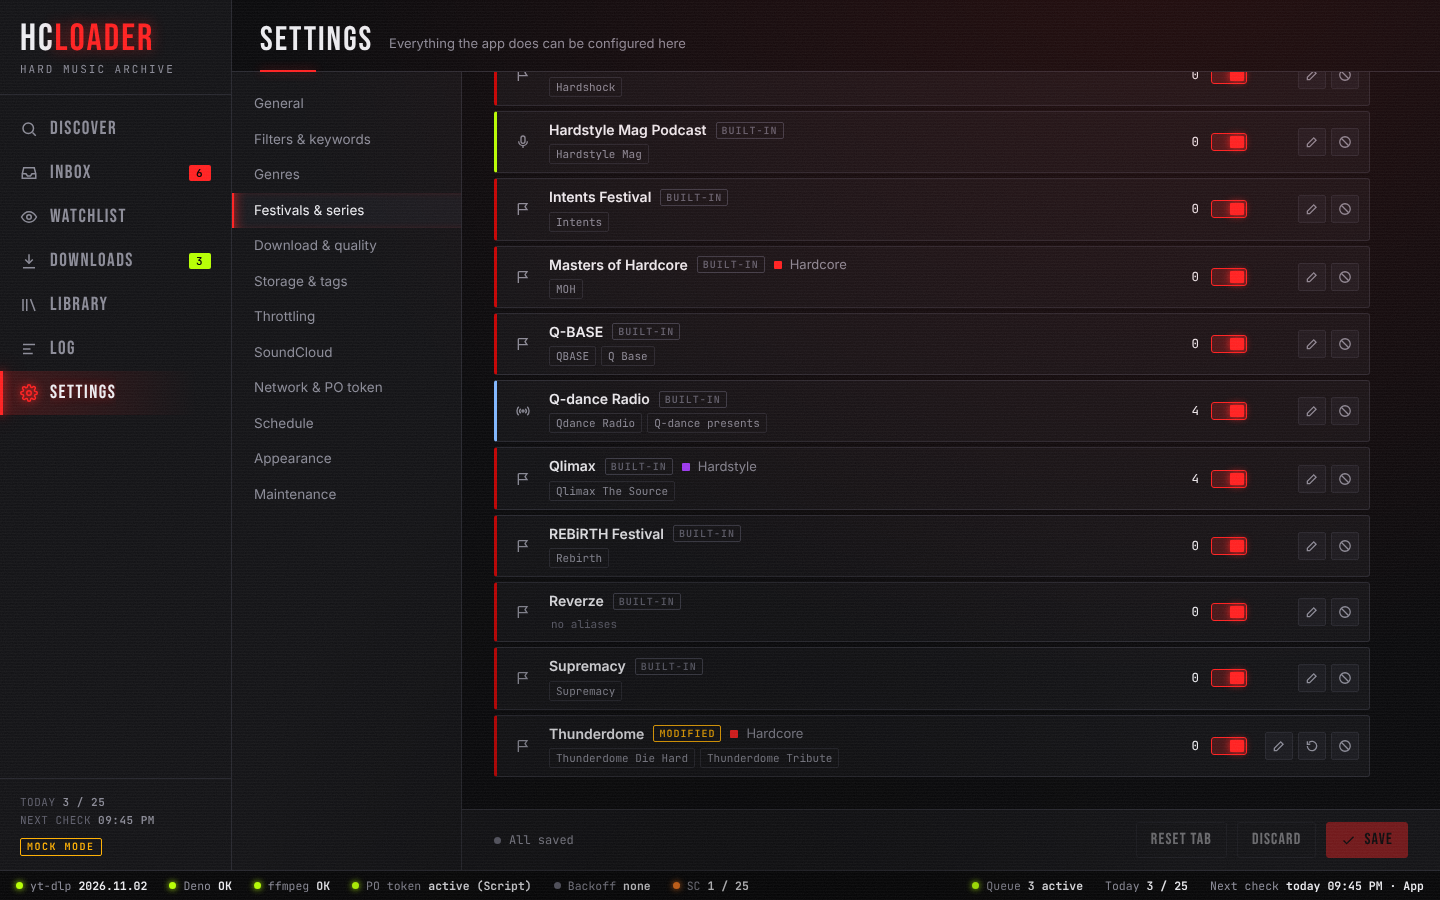 HCLOADER
HARD MUSIC ARCHIVE
DISCOVER
INBOX 6
WATCHLIST
DOWNLOADS 3
LIBRARY
LOG
SETTINGS
TODAY 3 / 25
NEXT CHECK 09:45 PM
MOCK MODE
SETTINGS Everything the app does can be configured here
General
Filters & keywords
Genres
Festivals & series
Download & quality
Storage & tags
Throttling
SoundCloud
Network & PO token
Schedule
Appearance
Maintenance
0
Hardshock
Hardstyle Mag Podcast BUILT-IN 0
Hardstyle Mag
Intents Festival BUILT-IN 0
Intents
Masters of Hardcore BUILT-IN Hardcore 0
MOH
Q-BASE BUILT-IN 0
QBASE Q Base
Q-dance Radio BUILT-IN 4
Qdance Radio Q-dance presents
Qlimax BUILT-IN Hardstyle 4
Qlimax The Source
REBiRTH Festival BUILT-IN 0
Rebirth
Reverze BUILT-IN 0
no aliases
Supremacy BUILT-IN 0
Supremacy
Thunderdome MODIFIED Hardcore 0
Thunderdome Die Hard Thunderdome Tribute
All saved RESET TAB DISCARD SAVE
yt-dlp 2026.11.02 Deno OK ffmpeg OK PO token active (Script) Backoff none SC 1 / 25 Queue 3 active Today 3 / 25 Next check today 09:45 PM · App